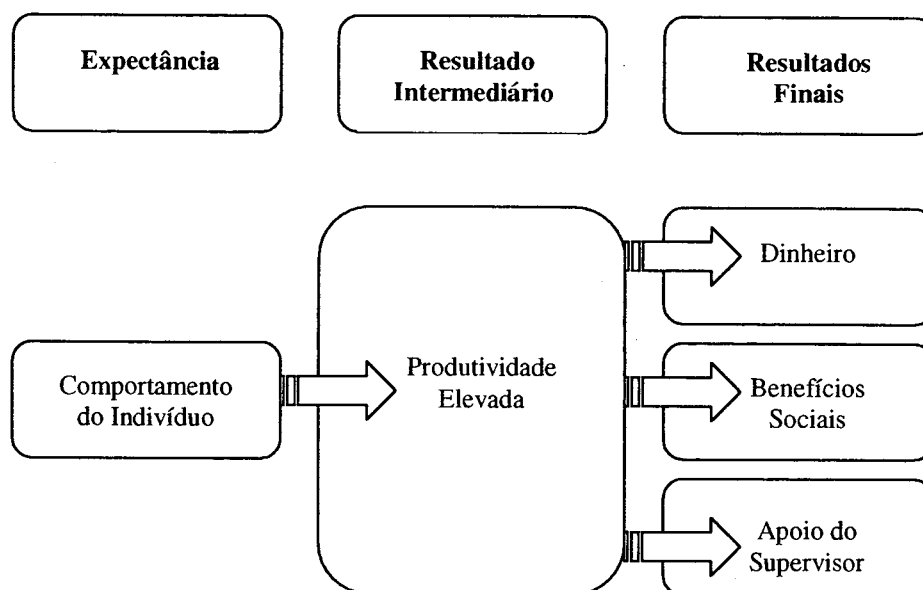 Expectância
Resultado
Intermediário
Resultados
Finais
Comportamento
do Indivíduo
Produtividade
Elevada
Dinheiro
Benefícios
Sociais
Apoio do
Supervisor